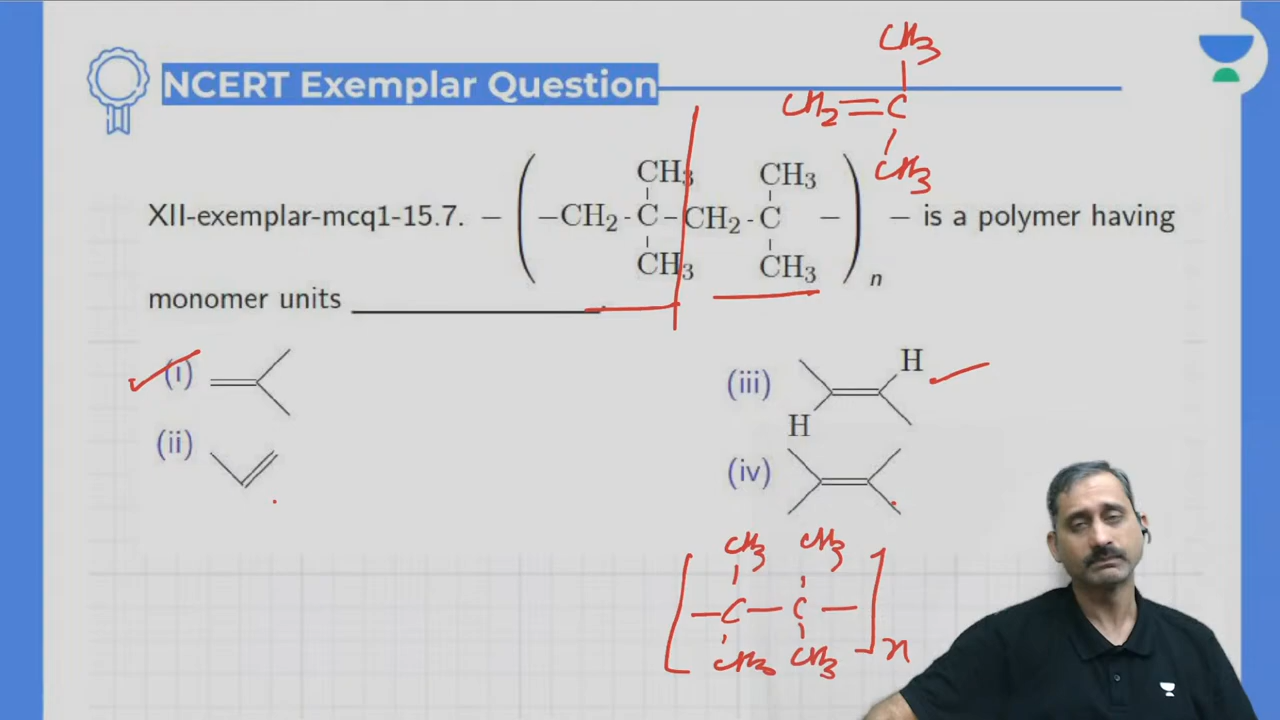 CH3
NCERT Exemplar Question
CH2=C
CH3
CH3 CH3
XII-exemplar-mcq1-15.7. − ( −CH2 - C − CH2 - C − )n − is a polymer having
CH3 CH3
monomer units ____________.
(i)
(iii) H
H
(ii)
(iv)
CH3 CH3
[ −C−C− ]n
CH3 CH3